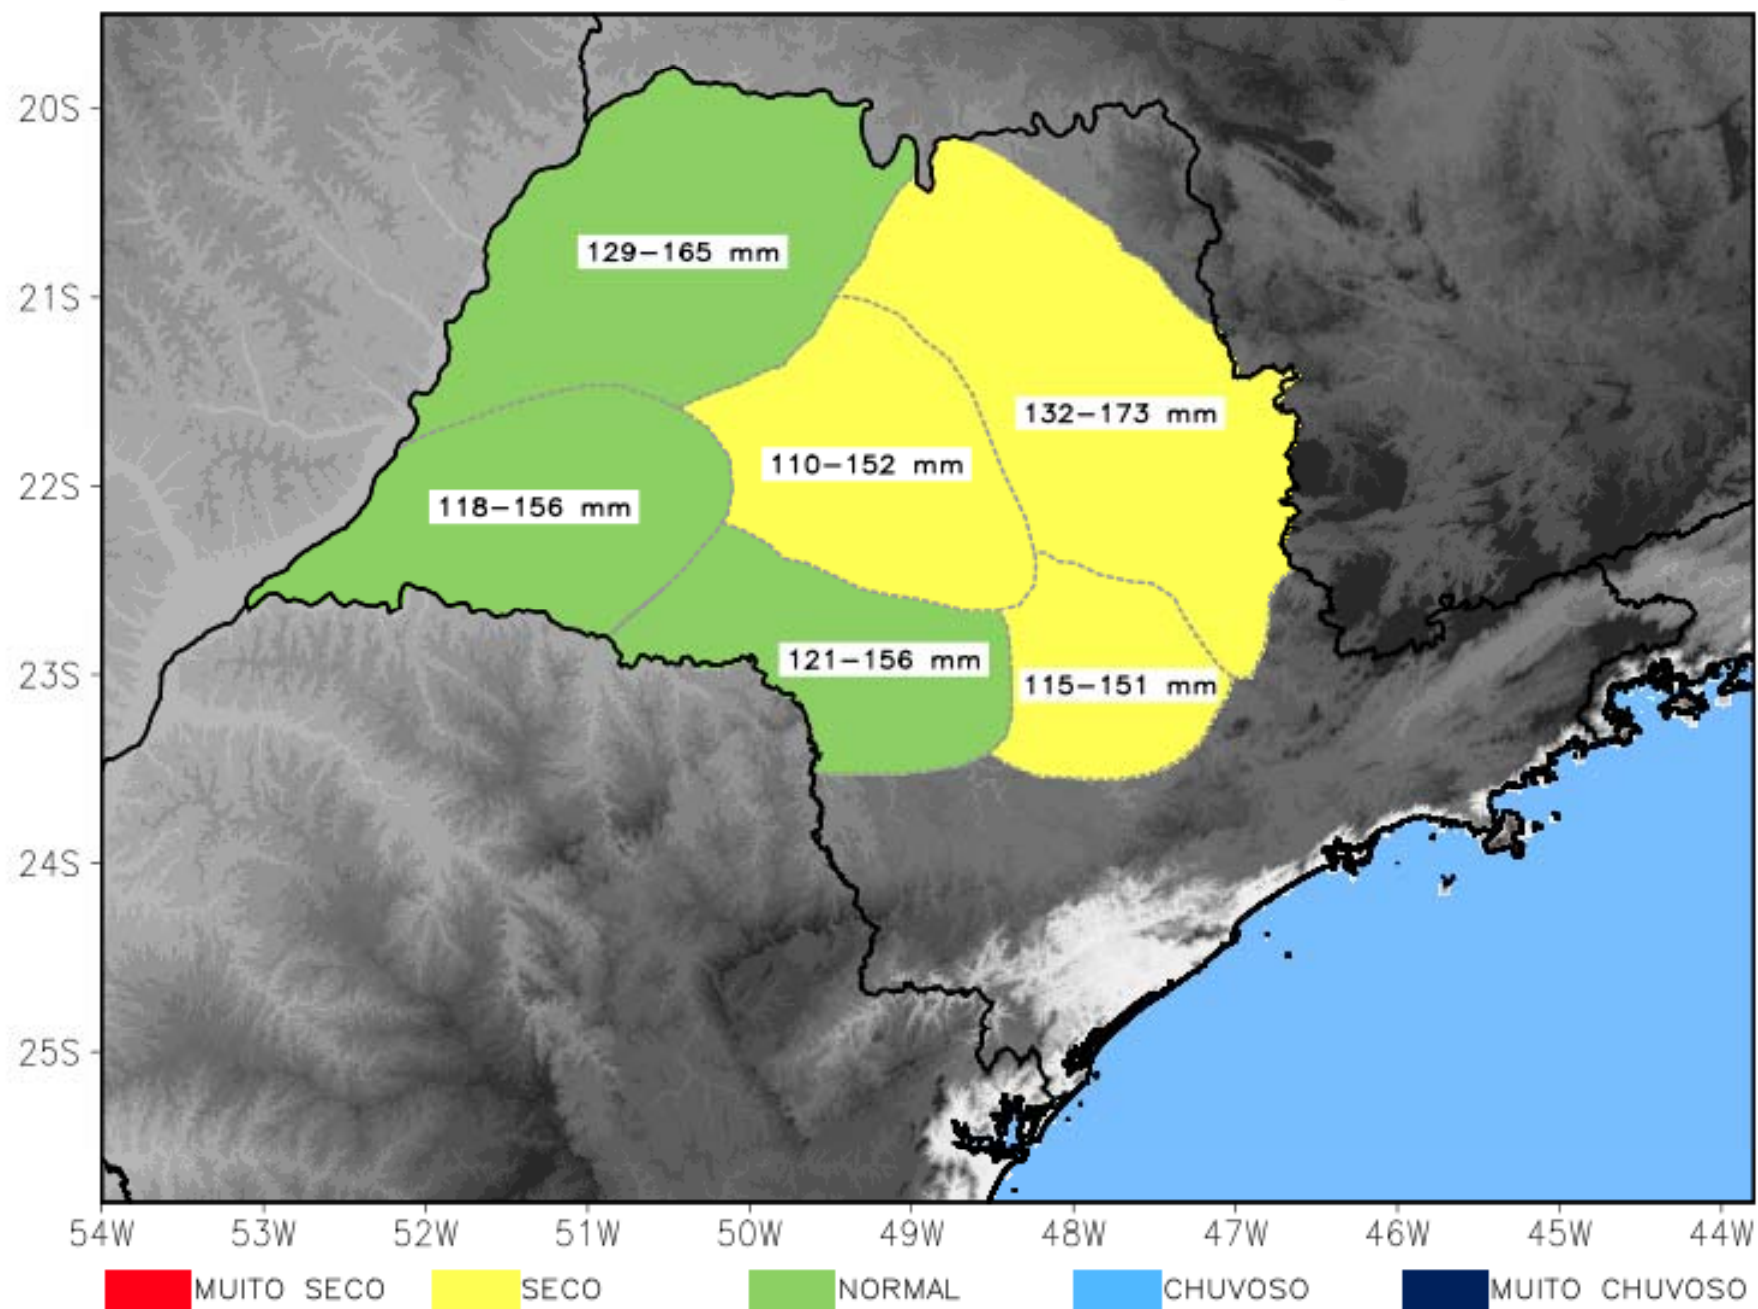 20S
129-165 mm
21S
132-173 mm
110-152 mm
22S
118-156 mm
121-156 mm
23S
115-151 mm
24S
25S
54W 53W 52W 51W 50W 49W 48W 47W 46W 45W 44W
MUITO SECO SECO NORMAL CHUVOSO MUITO CHUVOSO